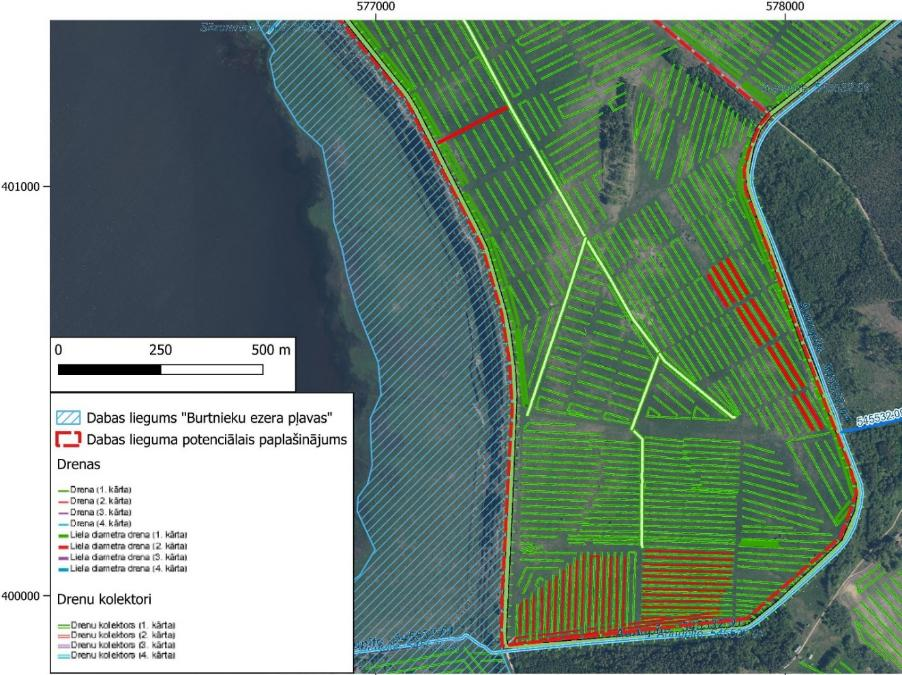 577000
578000
401000
0 250 500 m
Dabas liegums "Burtnieku ezera pļavas"
Dabas lieguma potenciālais paplašinājums
Drenas
Drena (1. kārta)
Drena (2. kārta)
Drena (3. kārta)
Drena (4. kārta)
Liela diametra drena (1. kārta)
Liela diametra drena (2. kārta)
Liela diametra drena (3. kārta)
Liela diametra drena (4. kārta)
400000
Drenu kolektori
Drenu kolektors (1. kārta)
Drenu kolektors (2. kārta)
Drenu kolektors (3. kārta)
Drenu kolektors (4. kārta)